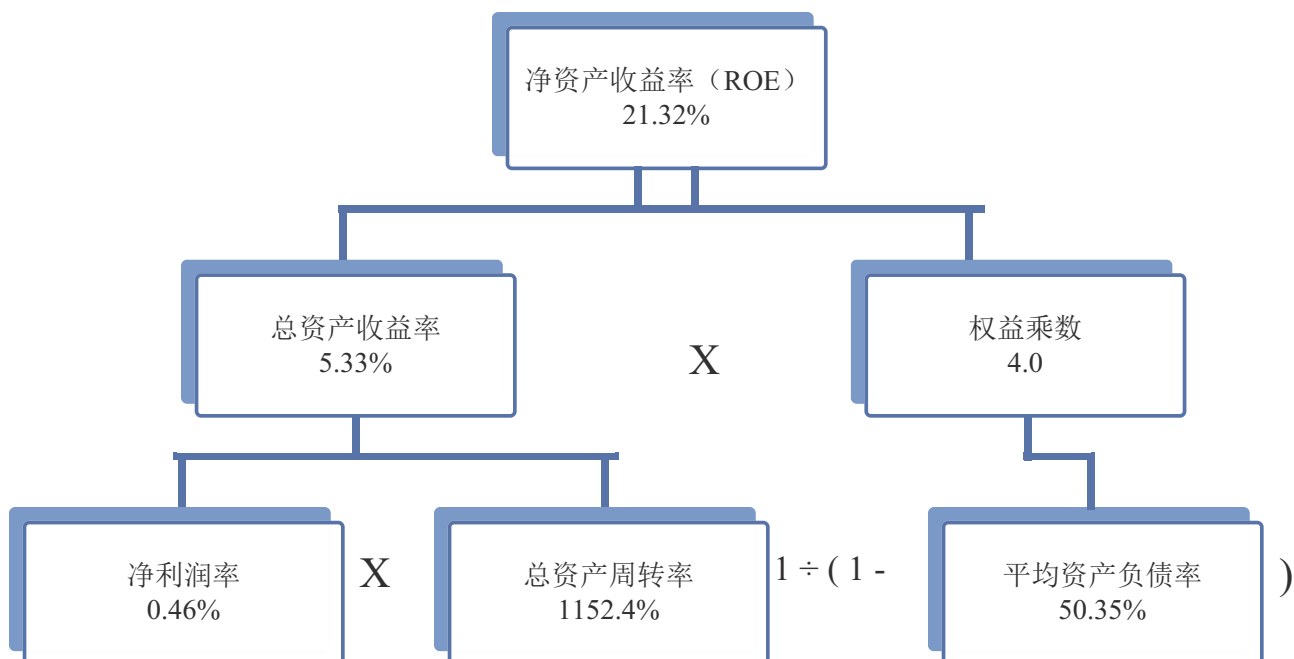 净资产收益率（ROE）
21.32%
总资产收益率
5.33%
X
权益乘数
4.0
净利润率
0.46%
X
总资产周转率
1152.4%
1 ÷ ( 1 -
平均资产负债率
50.35%
)